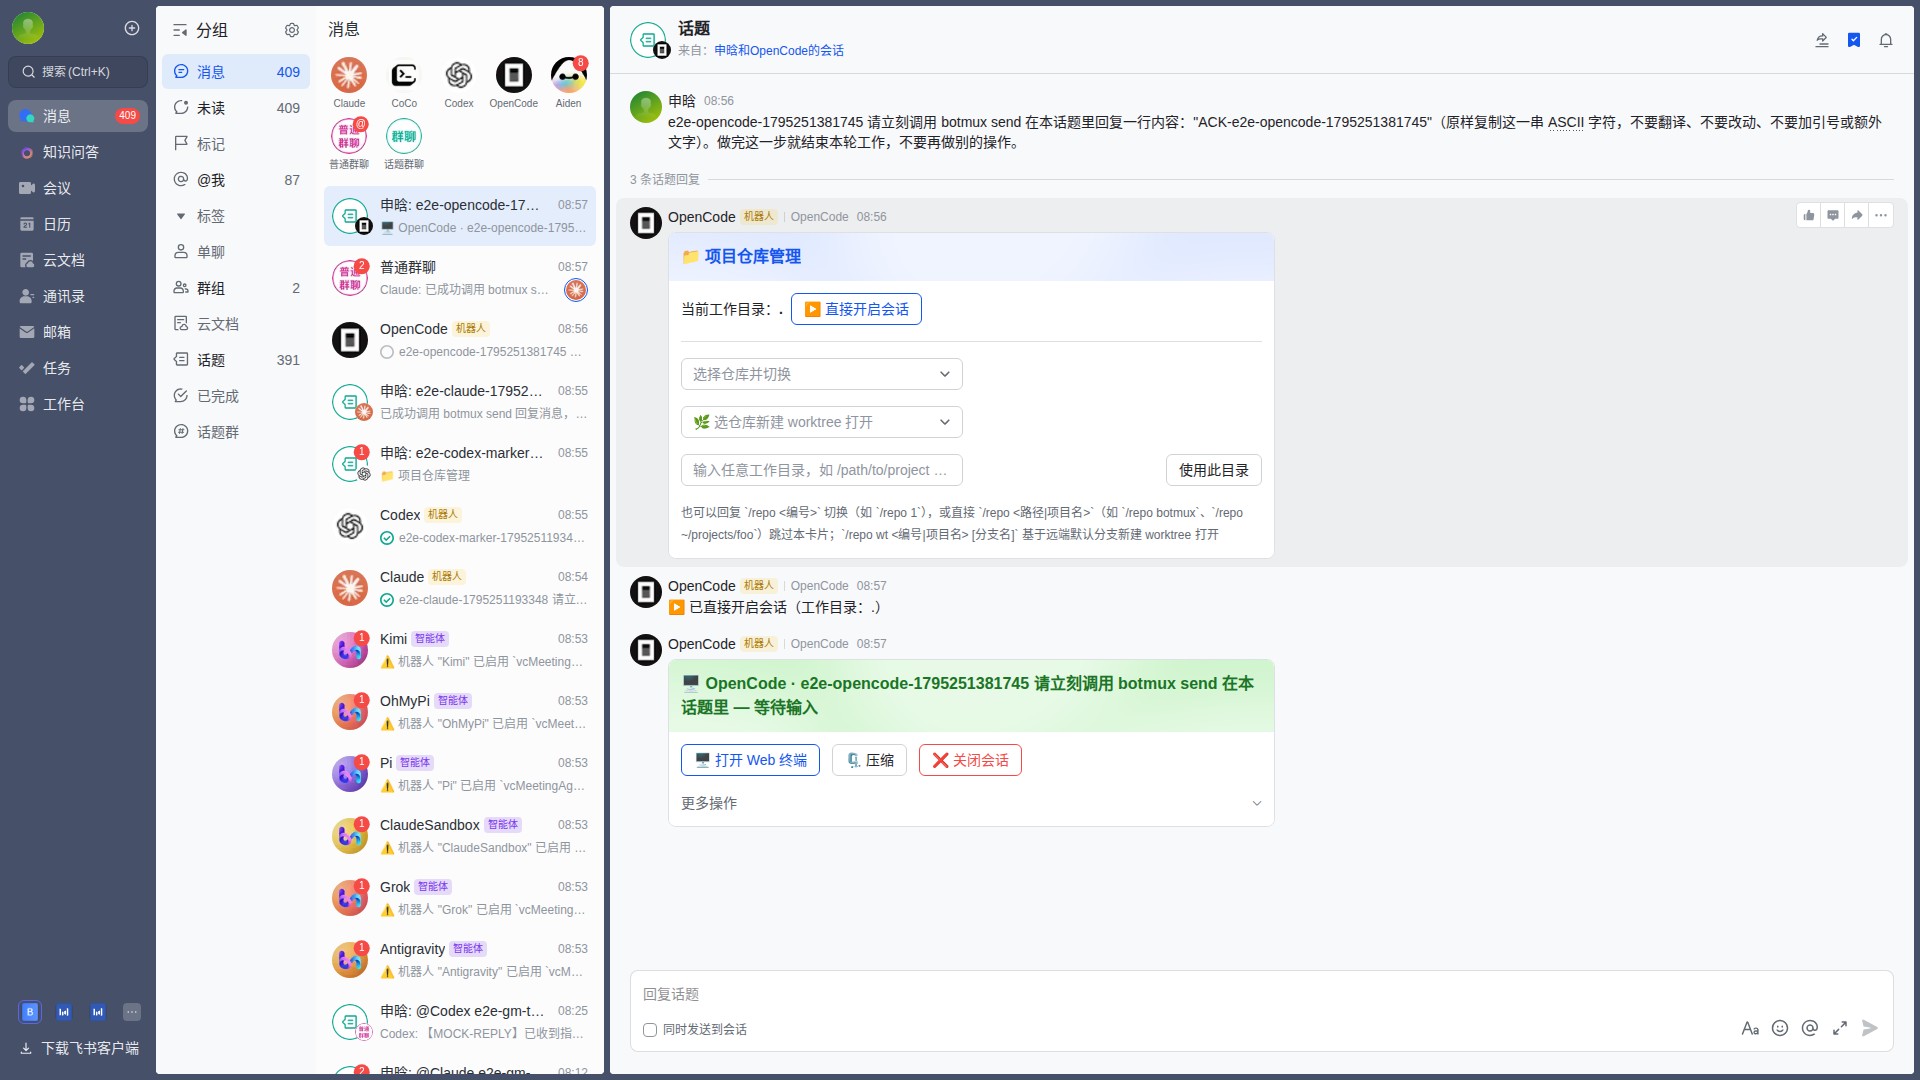 搜索 (Ctrl+K)
消息
409
知识问答
会议
日历
云文档
通讯录
邮箱
任务
工作台
下载飞书客户端
分组
消息 409
未读 409
标记
@我 87
标签
单聊
群组 2
云文档
话题 391
已完成
话题群
消息
8
Claude
CoCo
Codex
OpenCode
Aiden
普通群聊
话题群聊
群聊
申晗: e2e-opencode-17… 08:57
🖥️ OpenCode · e2e-opencode-1795…
2
普通群聊 08:57
Claude: 已成功调用 botmux s…
OpenCode 机器人 08:56
e2e-opencode-1795251381745 …
申晗: e2e-claude-17952… 08:55
已成功调用 botmux send 回复消息，…
1
申晗: e2e-codex-marker… 08:55
📁 项目仓库管理
Codex 机器人 08:55
e2e-codex-marker-17952511934…
Claude 机器人 08:54
e2e-claude-1795251193348 请立…
1
Kimi 智能体 08:53
⚠️ 机器人 "Kimi" 已启用 `vcMeeting…
1
OhMyPi 智能体 08:53
⚠️ 机器人 "OhMyPi" 已启用 `vcMeet…
1
Pi 智能体 08:53
⚠️ 机器人 "Pi" 已启用 `vcMeetingAg…
1
ClaudeSandbox 智能体 08:53
⚠️ 机器人 "ClaudeSandbox" 已启用 …
1
Grok 智能体 08:53
⚠️ 机器人 "Grok" 已启用 `vcMeeting…
1
Antigravity 智能体 08:53
⚠️ 机器人 "Antigravity" 已启用 `vcM…
申晗: @Codex e2e-gm-t… 08:25
Codex: 【MOCK-REPLY】已收到指…
2
申晗: @Claude e2e-gm- 08:12
话题
来自：申晗和OpenCode的会话
申晗 08:56
e2e-opencode-1795251381745 请立刻调用 botmux send 在本话题里回复一行内容："ACK-e2e-opencode-1795251381745"（原样复制这一串 ASCII 字符，不要翻译、不要改动、不要加引号或额外
文字）。做完这一步就结束本轮工作，不要再做别的操作。
3 条话题回复
OpenCode 机器人 | OpenCode 08:56
📁 项目仓库管理
当前工作目录：. ▶️ 直接开启会话
选择仓库并切换
🌿 选仓库新建 worktree 打开
输入任意工作目录，如 /path/to/project …
使用此目录
也可以回复 `/repo <编号>` 切换（如 `/repo 1`），或直接 `/repo <路径|项目名>`（如 `/repo botmux`、`/repo
~/projects/foo`）跳过本卡片；`/repo wt <编号|项目名> [分支名]` 基于远端默认分支新建 worktree 打开
OpenCode 机器人 | OpenCode 08:57
▶️ 已直接开启会话（工作目录：.）
OpenCode 机器人 | OpenCode 08:57
🖥️ OpenCode · e2e-opencode-1795251381745 请立刻调用 botmux send 在本
话题里 — 等待输入
🖥️ 打开 Web 终端
🗜️ 压缩
❌ 关闭会话
更多操作
回复话题
同时发送到会话